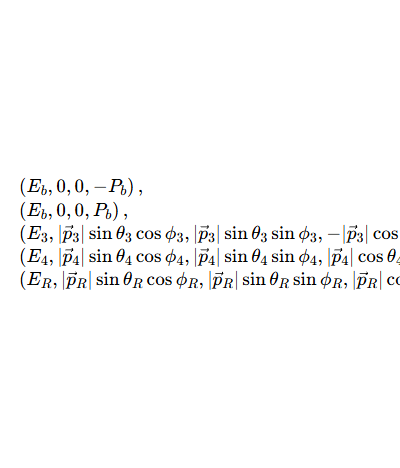 (E_b, 0, 0, −P_b) ,
(E_b, 0, 0, P_b) ,
(E_3, |p⃗_3| sin θ_3 cos ϕ_3, |p⃗_3| sin θ_3 sin ϕ_3, −|p⃗_3| cos
(E_4, |p⃗_4| sin θ_4 cos ϕ_4, |p⃗_4| sin θ_4 sin ϕ_4, |p⃗_4| cos θ_4
(E_R, |p⃗_R| sin θ_R cos ϕ_R, |p⃗_R| sin θ_R sin ϕ_R, |p⃗_R|